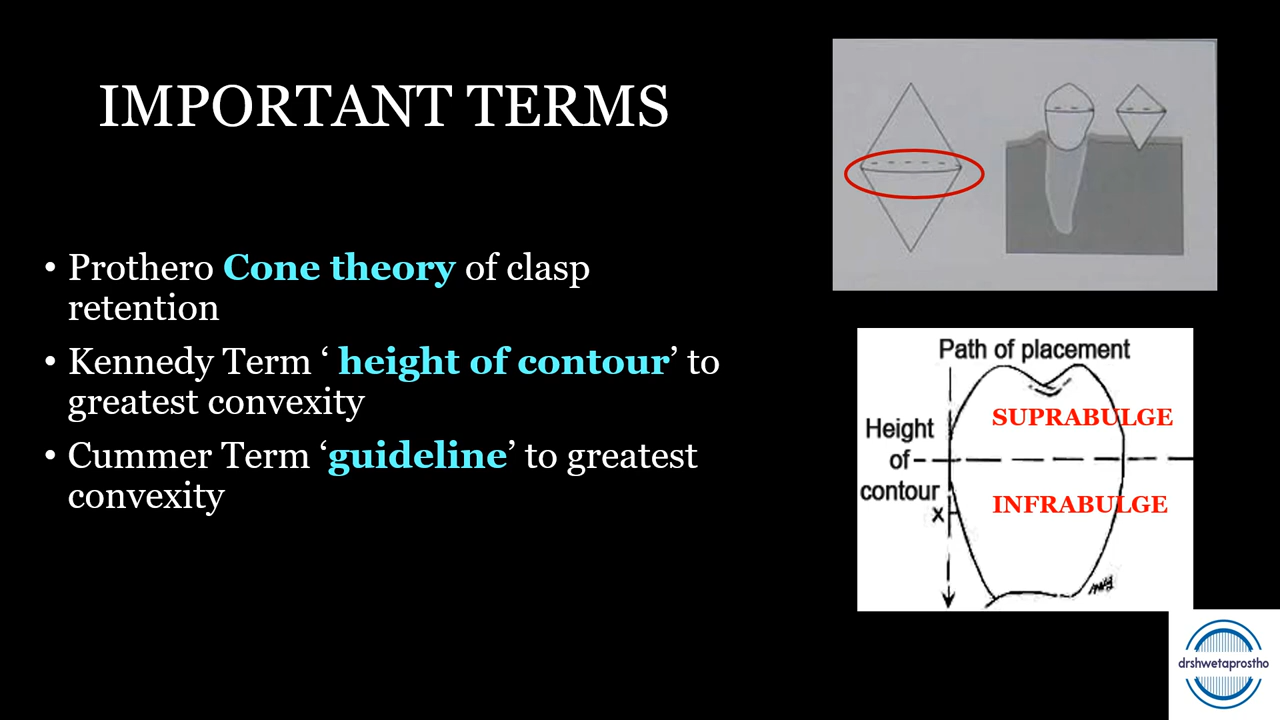 IMPORTANT TERMS
• Prothero Cone theory of clasp
retention
• Kennedy Term ‘ height of contour’ to
greatest convexity
• Cummer Term ‘guideline’ to greatest
convexity
Path of placement
SUPRABULGE
Height
of
contour
INFRABULGE
x
drshwetaprostho